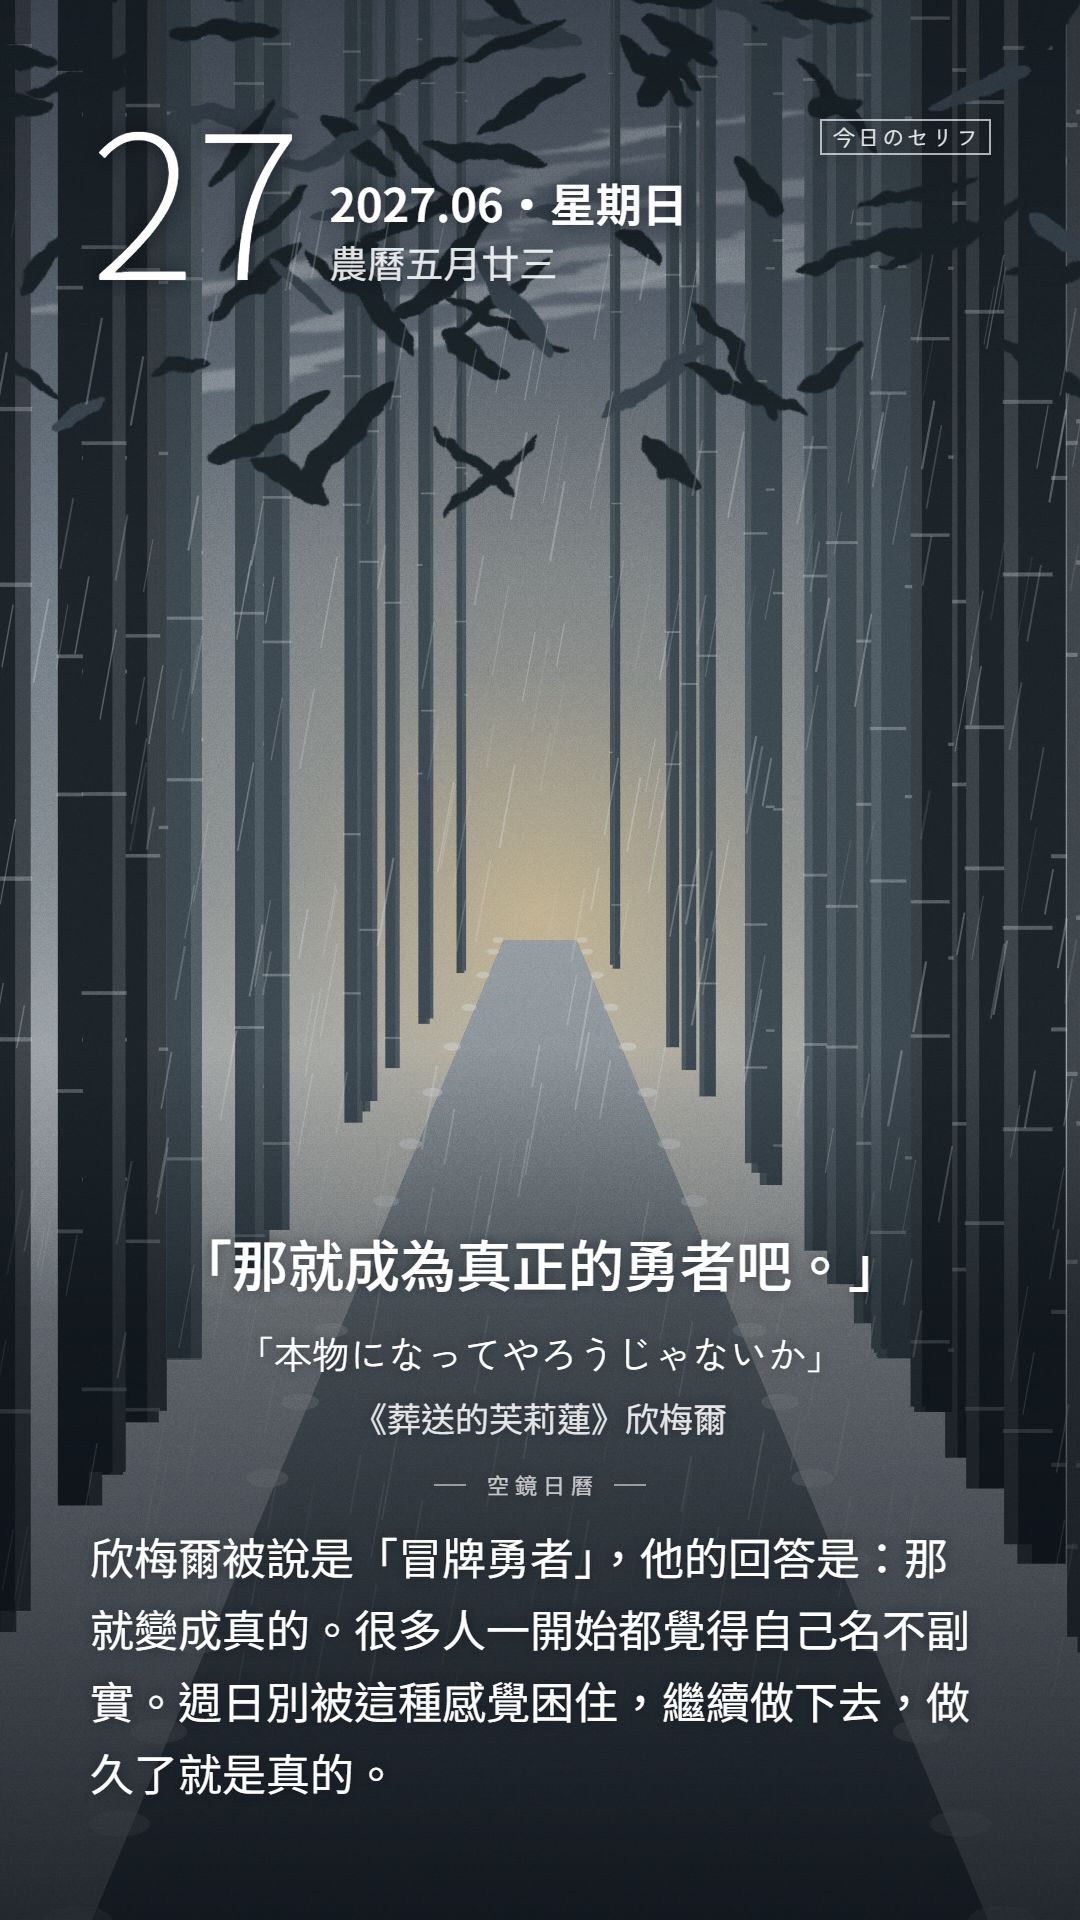 今日のセリフ
27
2027.06•星期日
農曆五月廿三
「那就成為真正的勇者吧。」
「本物になってやろうじゃないか」
《葬送的芙莉蓮》欣梅爾
空鏡日曆
欣梅爾被說是「冒牌勇者」，他的回答是：那
就變成真的。很多人一開始都覺得自己名不副
實。週日別被這種感覺困住，繼續做下去，做
久了就是真的。